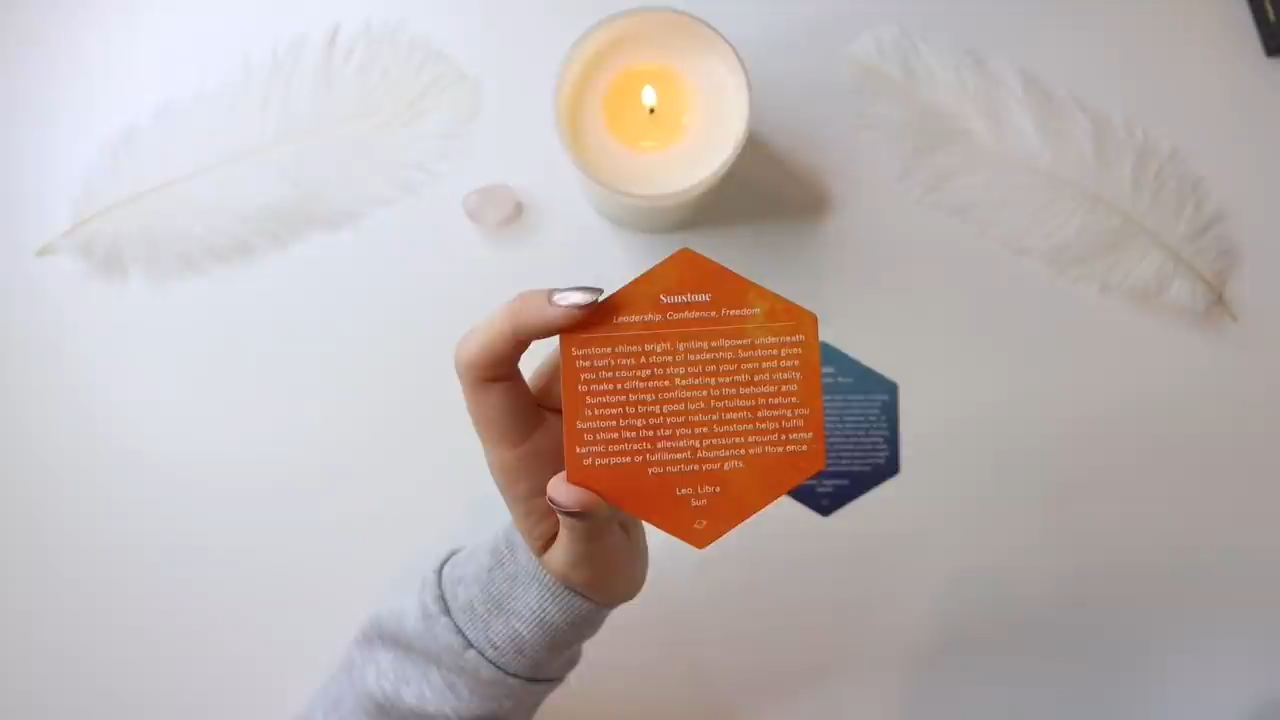 Sunstone
Leadership, Confidence, Freedom
Sunstone shines bright, igniting willpower underneath
the sun's rays. A stone of leadership, Sunstone gives
you the courage to step out on your own and dare
to make a difference. Radiating warmth and vitality,
Sunstone brings confidence to the beholder and
is known to bring good luck. Fortuitous in nature,
Sunstone brings out your natural talents, allowing you
to shine like the star you are. Sunstone helps fulfill
karmic contracts, alleviating pressures around a sense
of purpose or fulfillment. Abundance will flow once
you nurture your gifts.
Leo, Libra
Sun